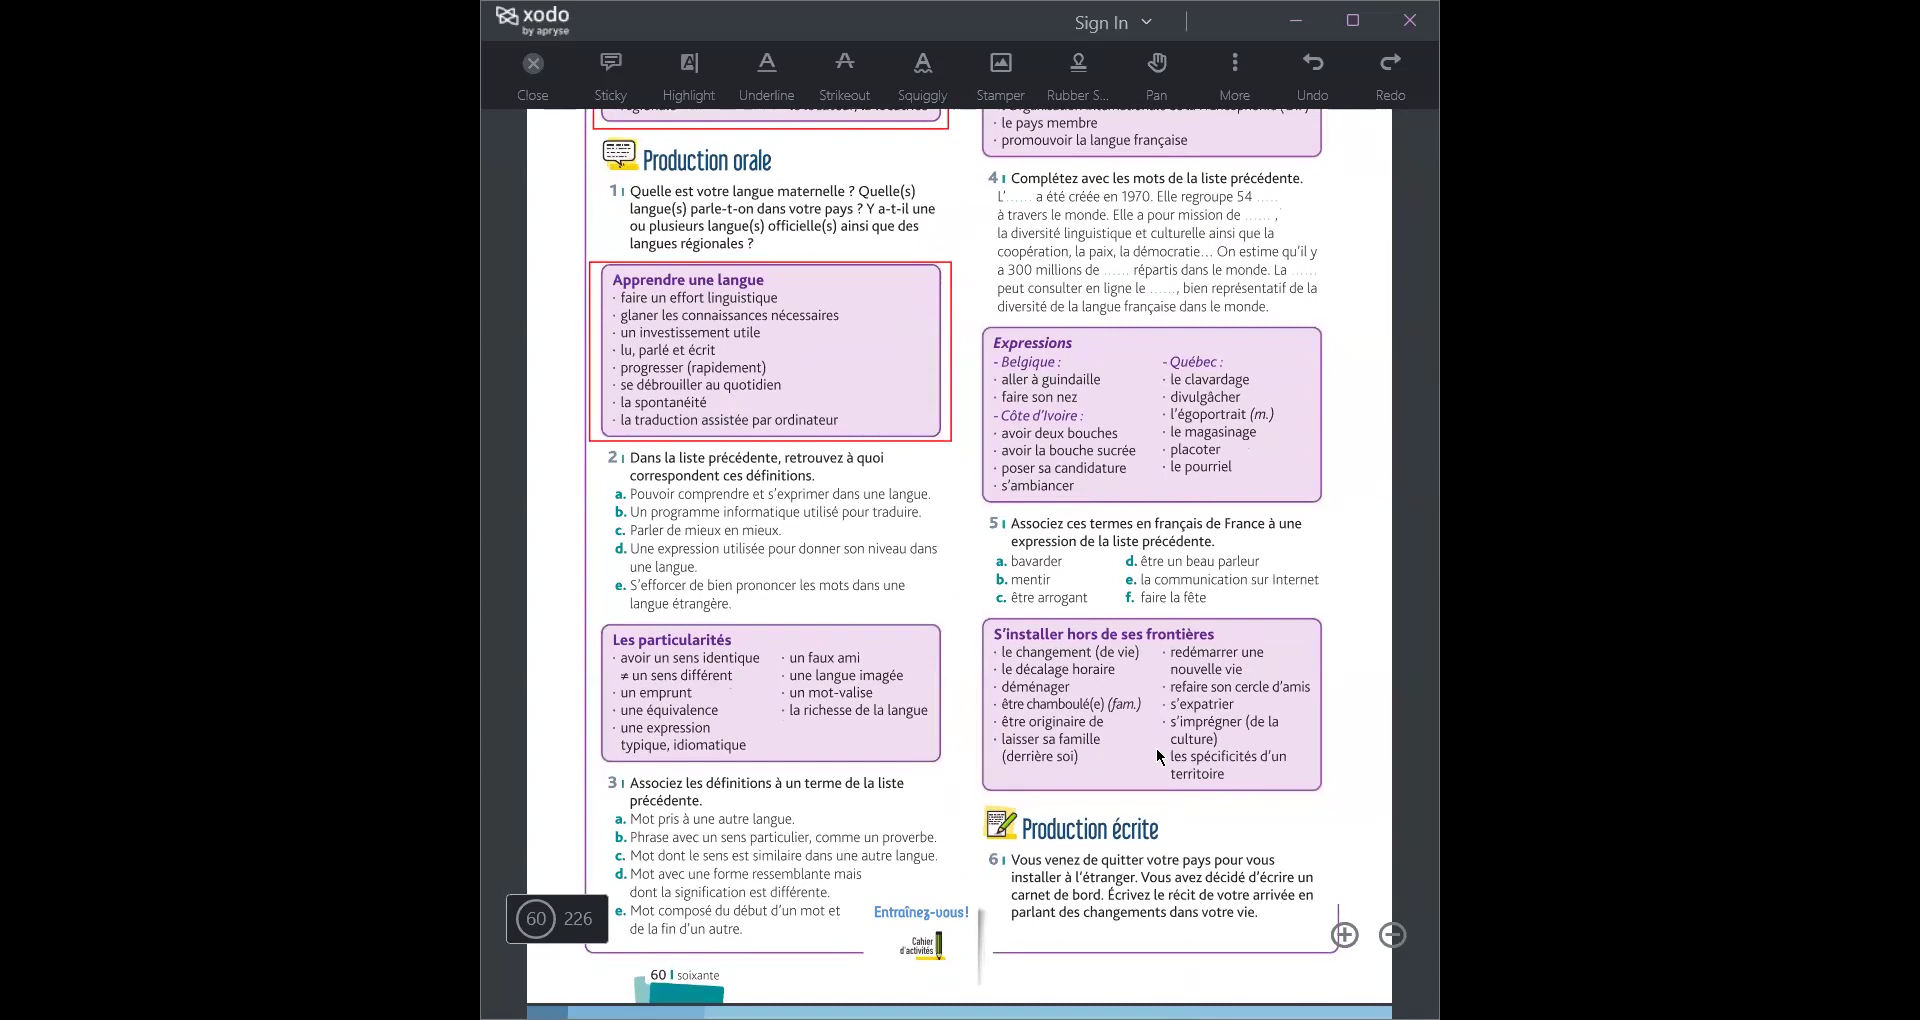 xodo
by apryse
Sign In
Close
Sticky
Highlight
Underline
Strikeout
Squiggly
Stamper
Rubber S...
Pan
More
Undo
Redo
Production orale
1 Quelle est votre langue maternelle ? Quelle(s)
langue(s) parle-t-on dans votre pays ? Y a-t-il une
ou plusieurs langue(s) officielle(s) ainsi que des
langues régionales ?
Apprendre une langue
· faire un effort linguistique
· glaner les connaissances nécessaires
· un investissement utile
· lu, parlé et écrit
· progresser (rapidement)
· se débrouiller au quotidien
· la spontanéité
· la traduction assistée par ordinateur
2 Dans la liste précédente, retrouvez à quoi
correspondent ces définitions.
a. Pouvoir comprendre et s'exprimer dans une langue.
b. Un programme informatique utilisé pour traduire.
c. Parler de mieux en mieux.
d. Une expression utilisée pour donner son niveau dans
une langue.
e. S'efforcer de bien prononcer les mots dans une
langue étrangère.
Les particularités
· avoir un sens identique
≠ un sens différent
· un emprunt
· une équivalence
· une expression
typique, idiomatique
· un faux ami
· une langue imagée
· un mot-valise
· la richesse de la langue
3 Associez les définitions à un terme de la liste
précédente.
a. Mot pris à une autre langue.
b. Phrase avec un sens particulier, comme un proverbe.
c. Mot dont le sens est similaire dans une autre langue.
d. Mot avec une forme ressemblante mais
dont la signification est différente.
e. Mot composé du début d'un mot et
de la fin d'un autre.
Entraînez-vous!
Cahier
d'activités
60 I soixante
60 226
· le pays membre
· promouvoir la langue française
4 Complétez avec les mots de la liste précédente.
L'...... a été créée en 1970. Elle regroupe 54 .....
à travers le monde. Elle a pour mission de ...... ,
la diversité linguistique et culturelle ainsi que la
coopération, la paix, la démocratie... On estime qu'il y
a 300 millions de ...... répartis dans le monde. La ......
peut consulter en ligne le ......, bien représentatif de la
diversité de la langue française dans le monde.
Expressions
- Belgique :
· aller à guindaille
· faire son nez
- Côte d'Ivoire :
· avoir deux bouches
· avoir la bouche sucrée
· poser sa candidature
· s'ambiancer
- Québec :
· le clavardage
· divulgâcher
· l'égoportrait (m.)
· le magasinage
· placoter
· le pourriel
5 Associez ces termes en français de France à une
expression de la liste précédente.
a. bavarder
b. mentir
c. être arrogant
d. être un beau parleur
e. la communication sur Internet
f. faire la fête
S'installer hors de ses frontières
· le changement (de vie)
· le décalage horaire
· déménager
· être chamboulé(e) (fam.)
· être originaire de
· laisser sa famille
(derrière soi)
· redémarrer une
nouvelle vie
· refaire son cercle d'amis
· s'expatrier
· s'imprégner (de la
culture)
les spécificités d'un
territoire
Production écrite
6 Vous venez de quitter votre pays pour vous
installer à l'étranger. Vous avez décidé d'écrire un
carnet de bord. Écrivez le récit de votre arrivée en
parlant des changements dans votre vie.